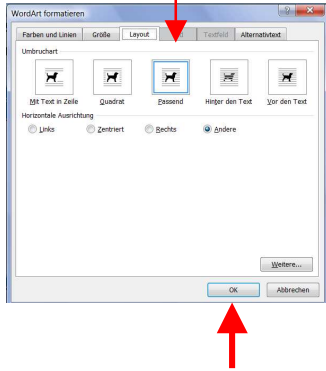 WordArt formatieren
Farben und Linien Größe Layout Textfeld Alternativtext
Umbruchart
Mit Text in Zeile Quadrat Passend Hinter den Text Vor den Text
Horizontale Ausrichtung
Links Zentriert Rechts Andere
Weitere...
OK Abbrechen